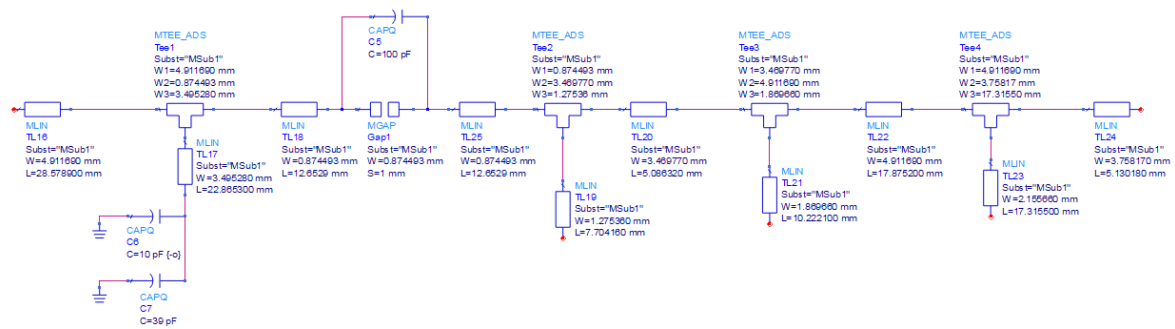 CAPQ
C5
C=100 pF
MTEE_ADS
Tee1
Subst="MSub1"
W1=4.911690 mm
W2=0.874493 mm
W3=3.495280 mm
MTEE_ADS
Tee2
Subst="MSub1"
W1=0.874493 mm
W2=3.469770 mm
W3=1.27536 mm
MTEE_ADS
Tee3
Subst="MSub1"
W1=3.469770 mm
W2=4.911690 mm
W3=1.869660 mm
MTEE_ADS
Tee4
Subst="MSub1"
W1=4.911690 mm
W2=3.75817 mm
W3=17.31550 mm
MLIN
TL16
Subst="MSub1"
W=4.911690 mm
L=28.578900 mm
MLIN
TL17
Subst="MSub1"
W=3.495280 mm
L=22.865300 mm
MLIN
TL18
Subst="MSub1"
W=0.874493 mm
L=12.6529 mm
MGAP
Gap1
Subst="MSub1"
W=0.874493 mm
S=1 mm
MLIN
TL25
Subst="MSub1"
W=0.874493 mm
L=12.6529 mm
MLIN
TL19
Subst="MSub1"
W=1.275360 mm
L=7.704160 mm
MLIN
TL20
Subst="MSub1"
W=3.469770 mm
L=5.086320 mm
MLIN
TL21
Subst="MSub1"
W=1.869660 mm
L=10.222100 mm
MLIN
TL22
Subst="MSub1"
W=4.911690 mm
L=17.875200 mm
MLIN
TL23
Subst="MSub1"
W=2.155660 mm
L=17.315500 mm
MLIN
TL24
Subst="MSub1"
W=3.758170 mm
L=5.130180 mm
CAPQ
C6
C=10 pF {-o}
CAPQ
C7
C=39 pF